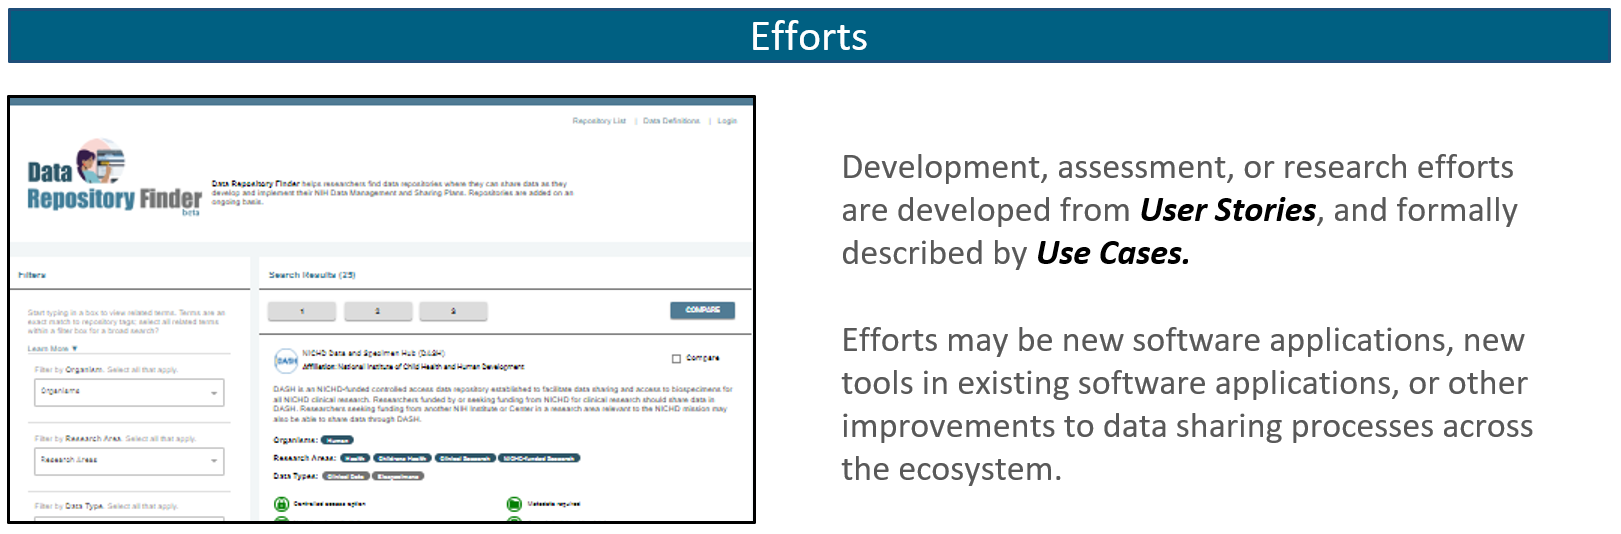 Efforts
Repository List | Data Definitions | Login
Data
Repository Finder
beta
Data Repository Finder helps researchers find data repositories where they can share data as they
develop and implement their NIH Data Management and Sharing Plans. Repositories are added on an
ongoing basis.
Filters
Start typing in a box to view related terms. Terms are an
exact match to repository tags; select all related terms
within a filter box for a broad search?
Learn More ▼
Filter by Organism. Select all that apply.
Organisms
Filter by Research Area. Select all that apply.
Research Areas
Filter by Data Type. Select all that apply.
Search Results (25)
1 2 3 COMPARE
DASH
NICHD Data and Specimen Hub (DASH)
Compare
Affiliation: National Institute of Child Health and Human Development
DASH is an NICHD-funded controlled access data repository established to facilitate data sharing and access to biospecimens for
all NICHD clinical research. Researchers funded by or seeking funding from NICHD for clinical research should share data in
DASH. Researchers seeking funding from another NIH Institute or Center in a research area relevant to the NICHD mission may
also be able to share data through DASH.
Organisms: Human
Research Areas: Health Childrens Health Clinical Research NICHD-funded Research
Data Types: Clinical Data Biospecimens
Controlled access option Metadata required
Development, assessment, or research efforts
are developed from User Stories, and formally
described by Use Cases.
Efforts may be new software applications, new
tools in existing software applications, or other
improvements to data sharing processes across
the ecosystem.